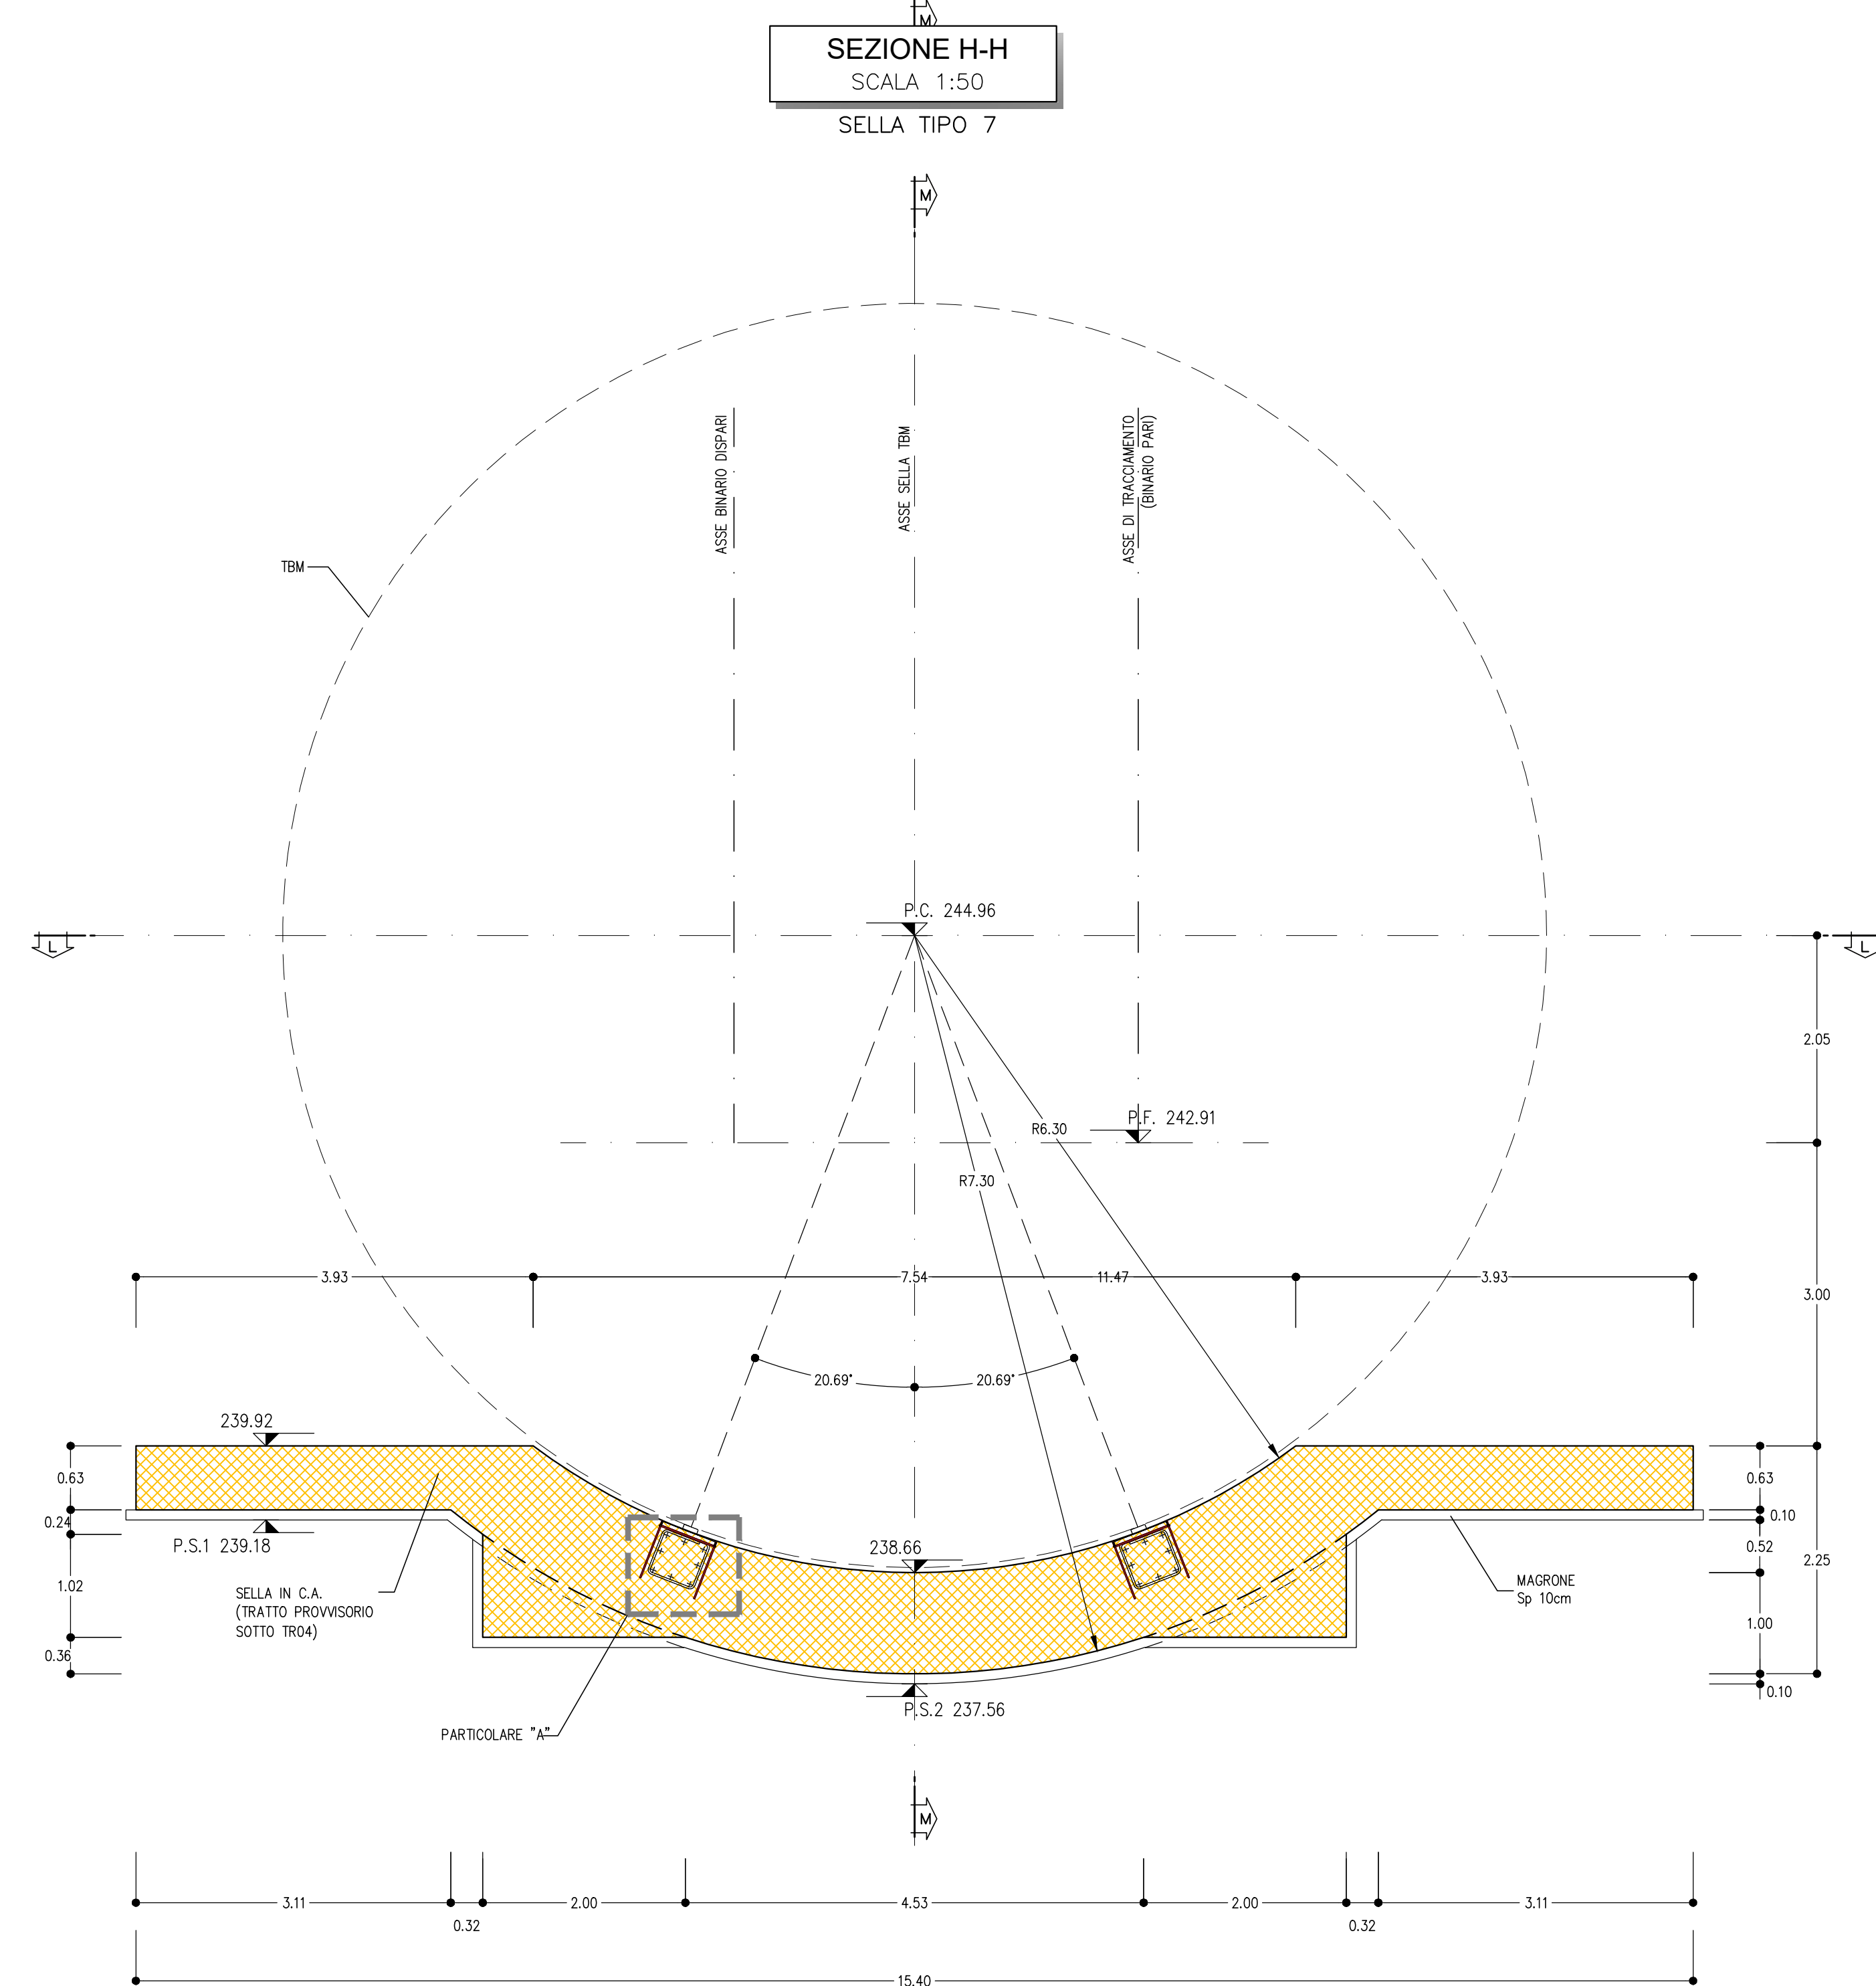 M
SEZIONE H-H
SCALA 1:50
SELLA TIPO 7
M
ASSE BINARIO DISPARI
ASSE SELLA TBM
ASSE DI TRACCIAMENTO
(BINARIO PARI)
TBM
P.C. 244.96
L
L
2.05
P.F. 242.91
R6.30
R7.30
3.93
7.54
11.47
3.93
3.00
20.69°
20.69°
239.92
0.63
0.63
0.24
0.10
P.S.1 239.18
238.66
0.52
2.25
1.02
SELLA IN C.A.
(TRATTO PROVVISORIO
SOTTO TR04)
MAGRONE
Sp 10cm
1.00
0.36
0.10
P.S.2 237.56
PARTICOLARE "A"
M
3.11
2.00
4.53
2.00
3.11
0.32
0.32
15.40